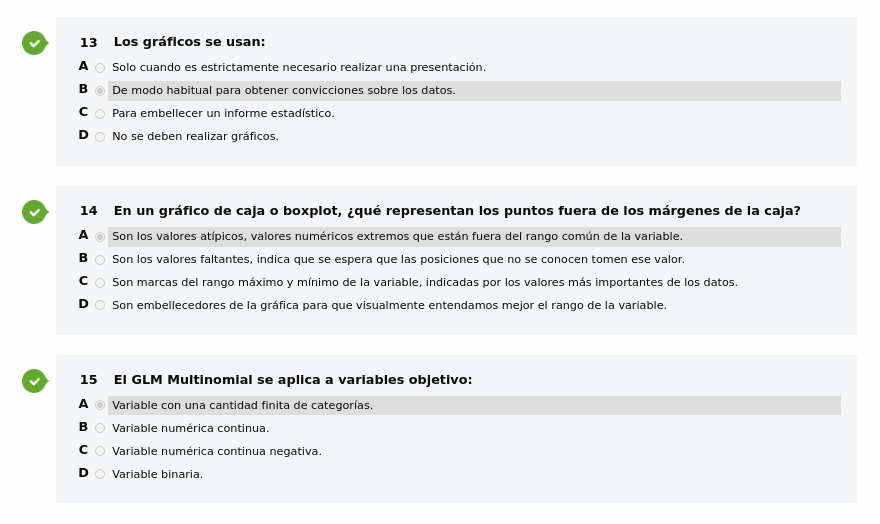 13 Los gráficos se usan:
A Solo cuando es estrictamente necesario realizar una presentación.
B De modo habitual para obtener convicciones sobre los datos.
C Para embellecer un informe estadístico.
D No se deben realizar gráficos.
14 En un gráfico de caja o boxplot, ¿qué representan los puntos fuera de los márgenes de la caja?
A Son los valores atípicos, valores numéricos extremos que están fuera del rango común de la variable.
B Son los valores faltantes, indica que se espera que las posiciones que no se conocen tomen ese valor.
C Son marcas del rango máximo y mínimo de la variable, indicadas por los valores más importantes de los datos.
D Son embellecedores de la gráfica para que visualmente entendamos mejor el rango de la variable.
15 El GLM Multinomial se aplica a variables objetivo:
A Variable con una cantidad finita de categorías.
B Variable numérica continua.
C Variable numérica continua negativa.
D Variable binaria.